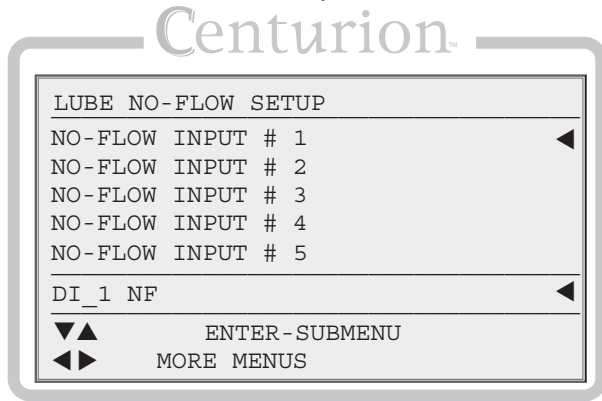 Centurion™
LUBE NO-FLOW SETUP
NO-FLOW INPUT # 1 ◀
NO-FLOW INPUT # 2
NO-FLOW INPUT # 3
NO-FLOW INPUT # 4
NO-FLOW INPUT # 5
DI_1 NF ◀
▼▲ ENTER-SUBMENU
◀▶ MORE MENUS